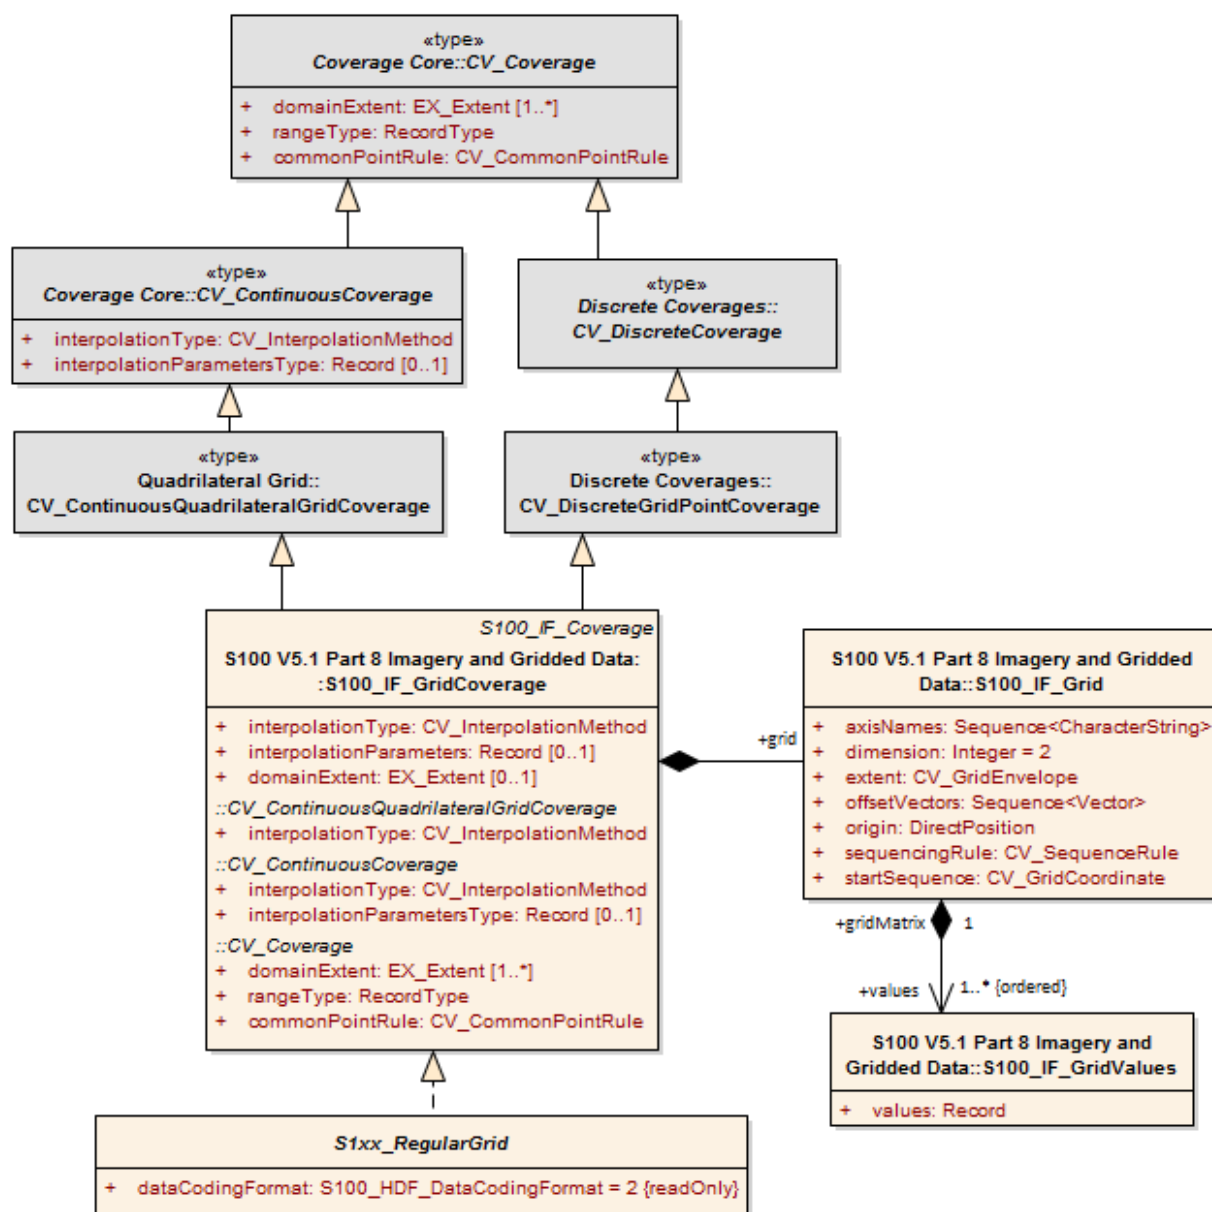 «type»
Coverage Core::CV_Coverage
+ domainExtent: EX_Extent [1..*]
+ rangeType: RecordType
+ commonPointRule: CV_CommonPointRule
«type»
Coverage Core::CV_ContinuousCoverage
+ interpolationType: CV_InterpolationMethod
+ interpolationParametersType: Record [0..1]
«type»
Discrete Coverages::
CV_DiscreteCoverage
«type»
Quadrilateral Grid::
CV_ContinuousQuadrilateralGridCoverage
«type»
Discrete Coverages::
CV_DiscreteGridPointCoverage
S100_IF_Coverage
S100 V5.1 Part 8 Imagery and Gridded Data:
:S100_IF_GridCoverage
+ interpolationType: CV_InterpolationMethod
+ interpolationParameters: Record [0..1]
+ domainExtent: EX_Extent [0..1]
::CV_ContinuousQuadrilateralGridCoverage
+ interpolationType: CV_InterpolationMethod
::CV_ContinuousCoverage
+ interpolationType: CV_InterpolationMethod
+ interpolationParametersType: Record [0..1]
::CV_Coverage
+ domainExtent: EX_Extent [1..*]
+ rangeType: RecordType
+ commonPointRule: CV_CommonPointRule
+grid
S100 V5.1 Part 8 Imagery and Gridded
Data::S100_IF_Grid
+ axisNames: Sequence<CharacterString>
+ dimension: Integer = 2
+ extent: CV_GridEnvelope
+ offsetVectors: Sequence<Vector>
+ origin: DirectPosition
+ sequencingRule: CV_SequenceRule
+ startSequence: CV_GridCoordinate
+gridMatrix 1
+values 1..* {ordered}
S100 V5.1 Part 8 Imagery and
Gridded Data::S100_IF_GridValues
+ values: Record
S1xx_RegularGrid
+ dataCodingFormat: S100_HDF_DataCodingFormat = 2 {readOnly}